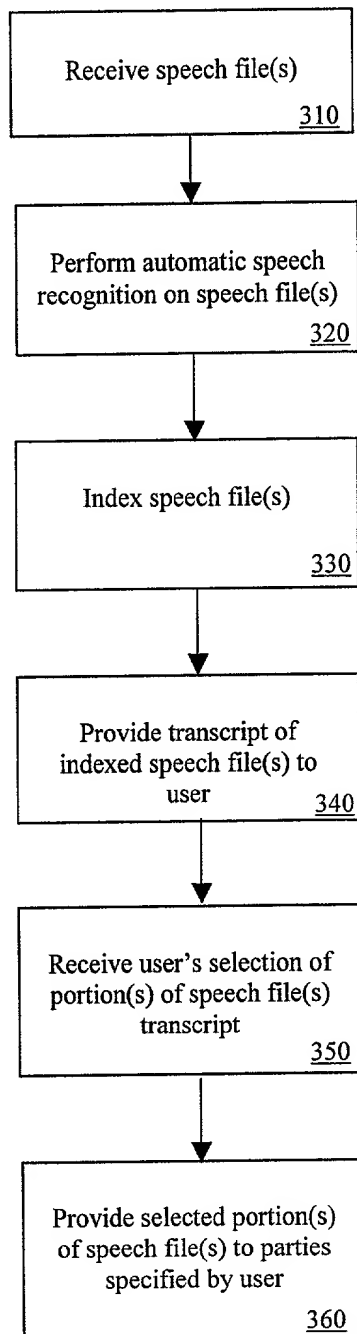 Receive speech file(s)
310
Perform automatic speech
recognition on speech file(s)
320
Index speech file(s)
330
Provide transcript of
indexed speech file(s) to
user
340
Receive user's selection of
portion(s) of speech file(s)
transcript
350
Provide selected portion(s)
of speech file(s) to parties
specified by user
360